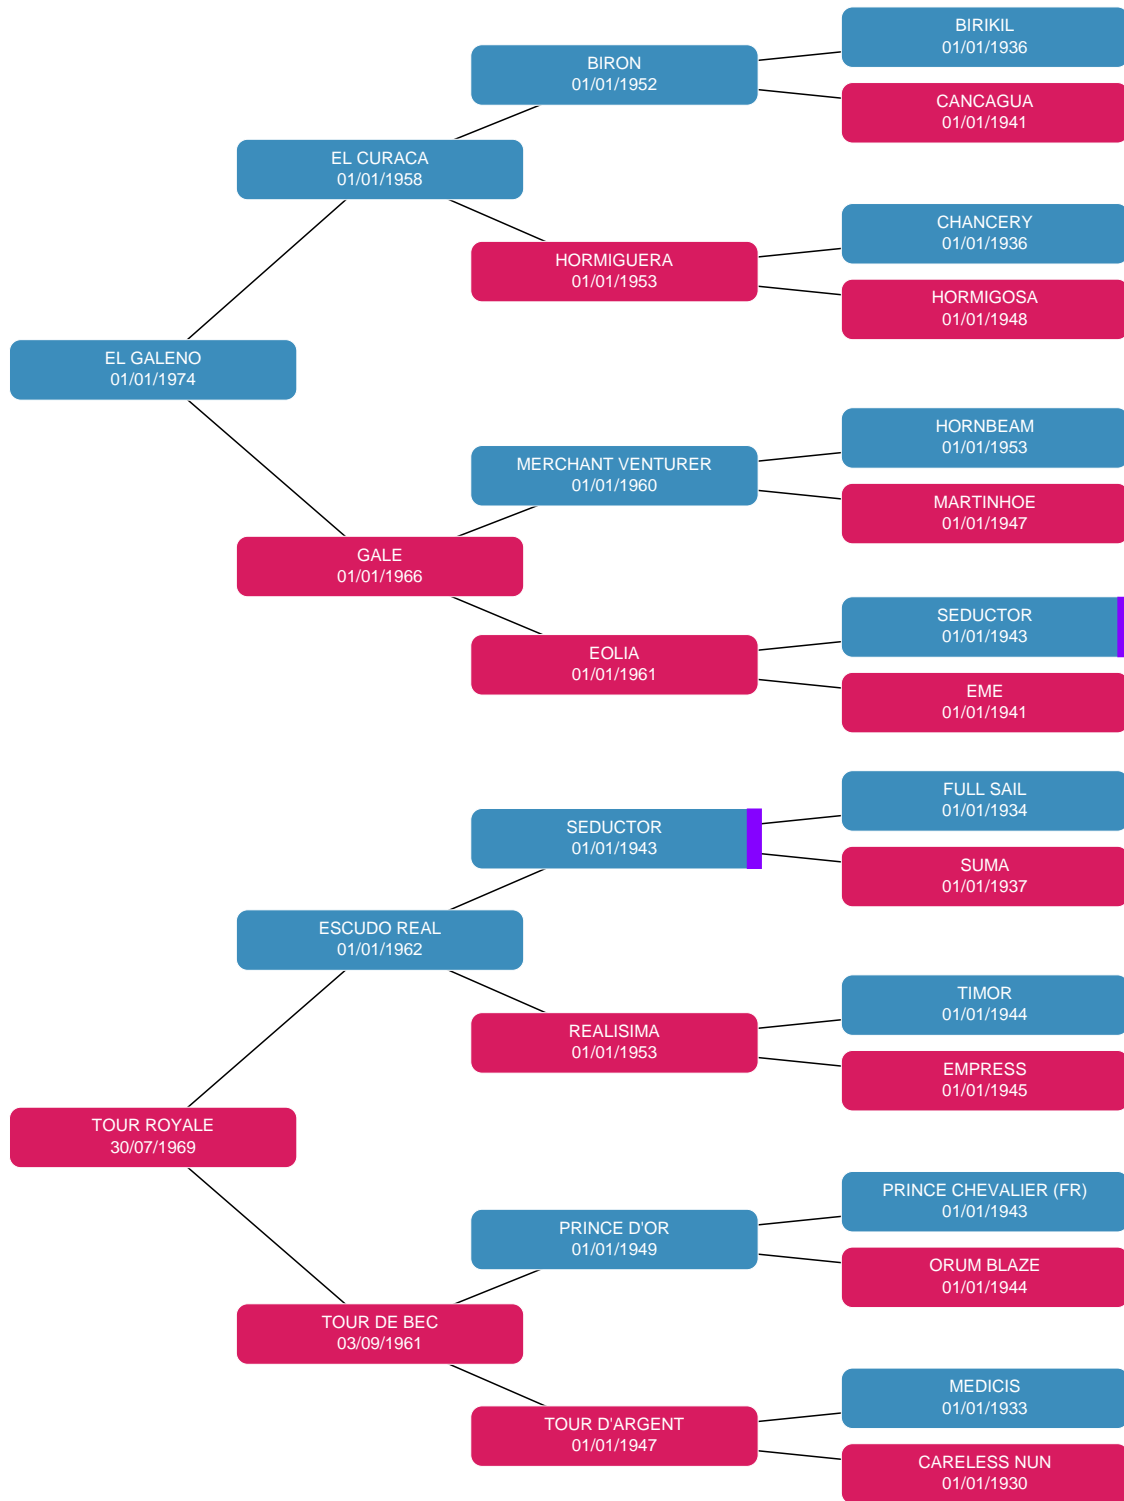 BIRIKIL
01/01/1936
BIRON
01/01/1952
CANCAGUA
01/01/1941
EL CURACA
01/01/1958
CHANCERY
01/01/1936
HORMIGUERA
01/01/1953
HORMIGOSA
01/01/1948
EL GALENO
01/01/1974
HORNBEAM
01/01/1953
MERCHANT VENTURER
01/01/1960
MARTINHOE
01/01/1947
GALE
01/01/1966
SEDUCTOR
01/01/1943
EOLIA
01/01/1961
EME
01/01/1941
FULL SAIL
01/01/1934
SEDUCTOR
01/01/1943
SUMA
01/01/1937
ESCUDO REAL
01/01/1962
TIMOR
01/01/1944
REALISIMA
01/01/1953
EMPRESS
01/01/1945
TOUR ROYALE
30/07/1969
PRINCE CHEVALIER (FR)
01/01/1943
PRINCE D'OR
01/01/1949
ORUM BLAZE
01/01/1944
TOUR DE BEC
03/09/1961
MEDICIS
01/01/1933
TOUR D'ARGENT
01/01/1947
CARELESS NUN
01/01/1930